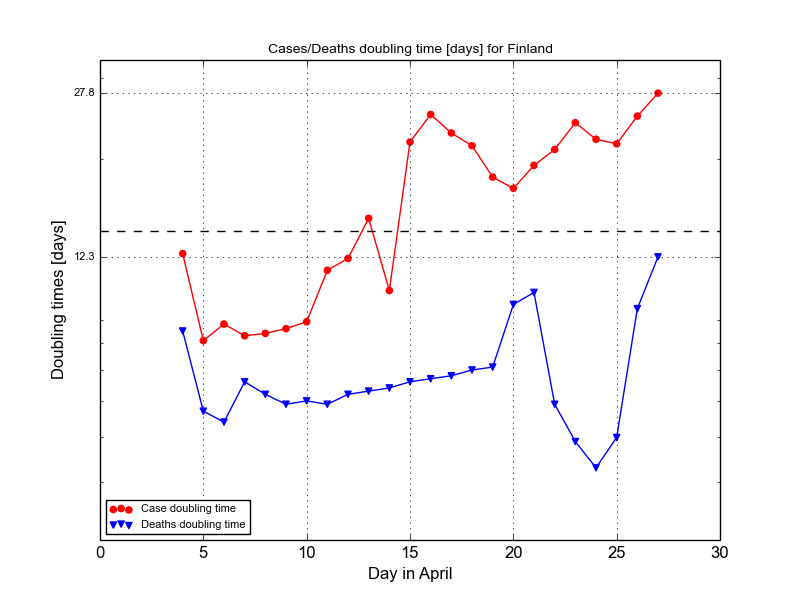 Cases/Deaths doubling time [days] for Finland
27.8
12.3
Doubling times [days]
Case doubling time
Deaths doubling time
0 5 10 15 20 25 30
Day in April